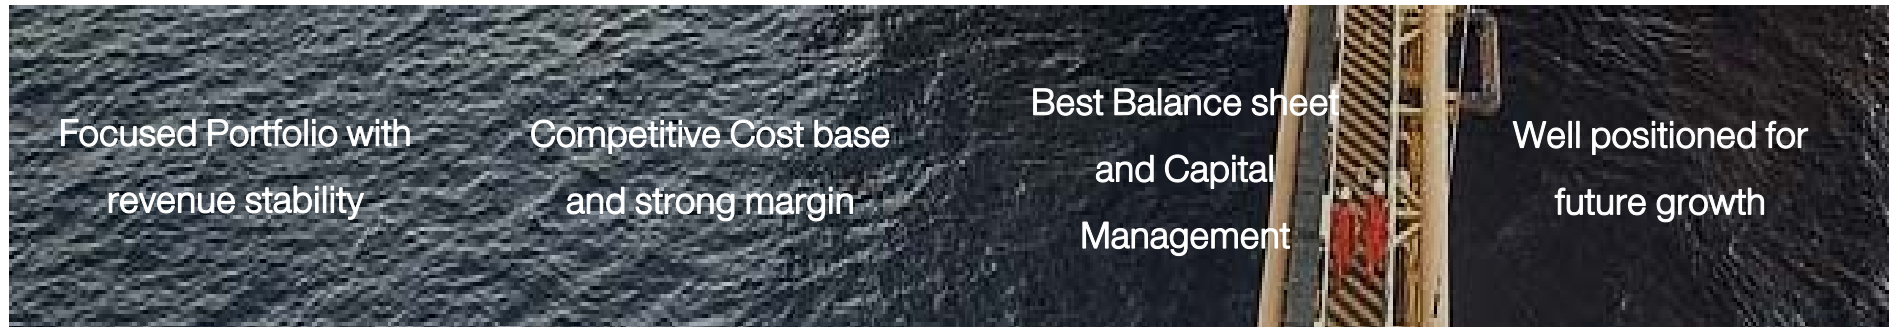 Focused Portfolio with
revenue stability
Competitive Cost base
and strong margin
Best Balance sheet
and Capital
Management
Well positioned for
future growth